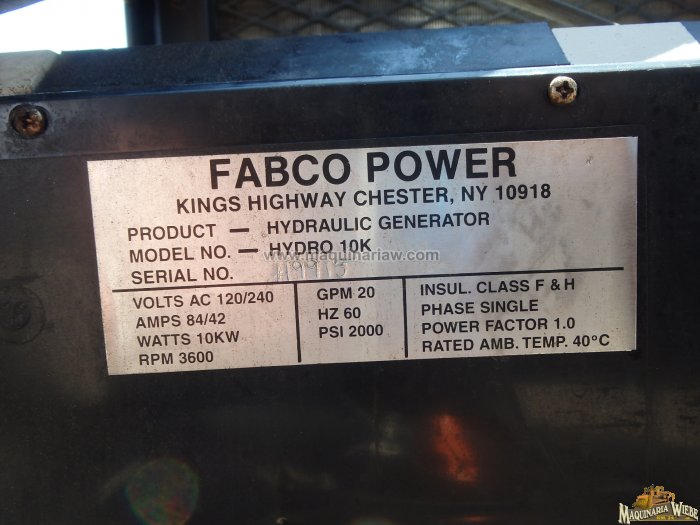 FABCO POWER
KINGS HIGHWAY CHESTER, NY 10918
PRODUCT — HYDRAULIC GENERATOR
MODEL NO. — HYDRO 10K
www.maquinariaw.com
SERIAL NO.
VOLTS AC 120/240
AMPS 84/42
WATTS 10KW
RPM 3600
GPM 20
HZ 60
PSI 2000
INSUL. CLASS F & H
PHASE SINGLE
POWER FACTOR 1.0
RATED AMB. TEMP. 40°C
MAQUINARIA WIEBE